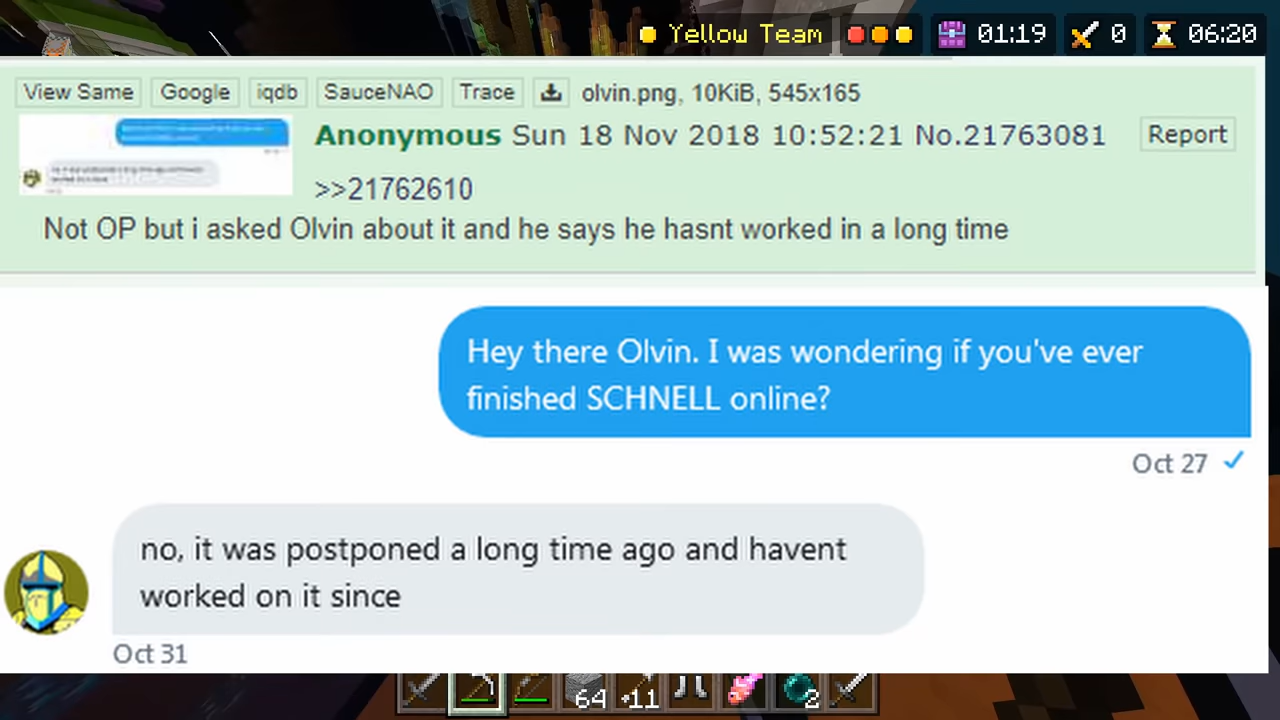 Yellow Team 01:19 0 06:20
View Same Google iqdb SauceNAO Trace olvin.png, 10KiB, 545x165
Anonymous Sun 18 Nov 2018 10:52:21 No.21763081 Report
>>21762610
Not OP but i asked Olvin about it and he says he hasnt worked in a long time
Hey there Olvin. I was wondering if you've ever
finished SCHNELL online?
Oct 27
no, it was postponed a long time ago and havent
worked on it since
Oct 31
64 11 2